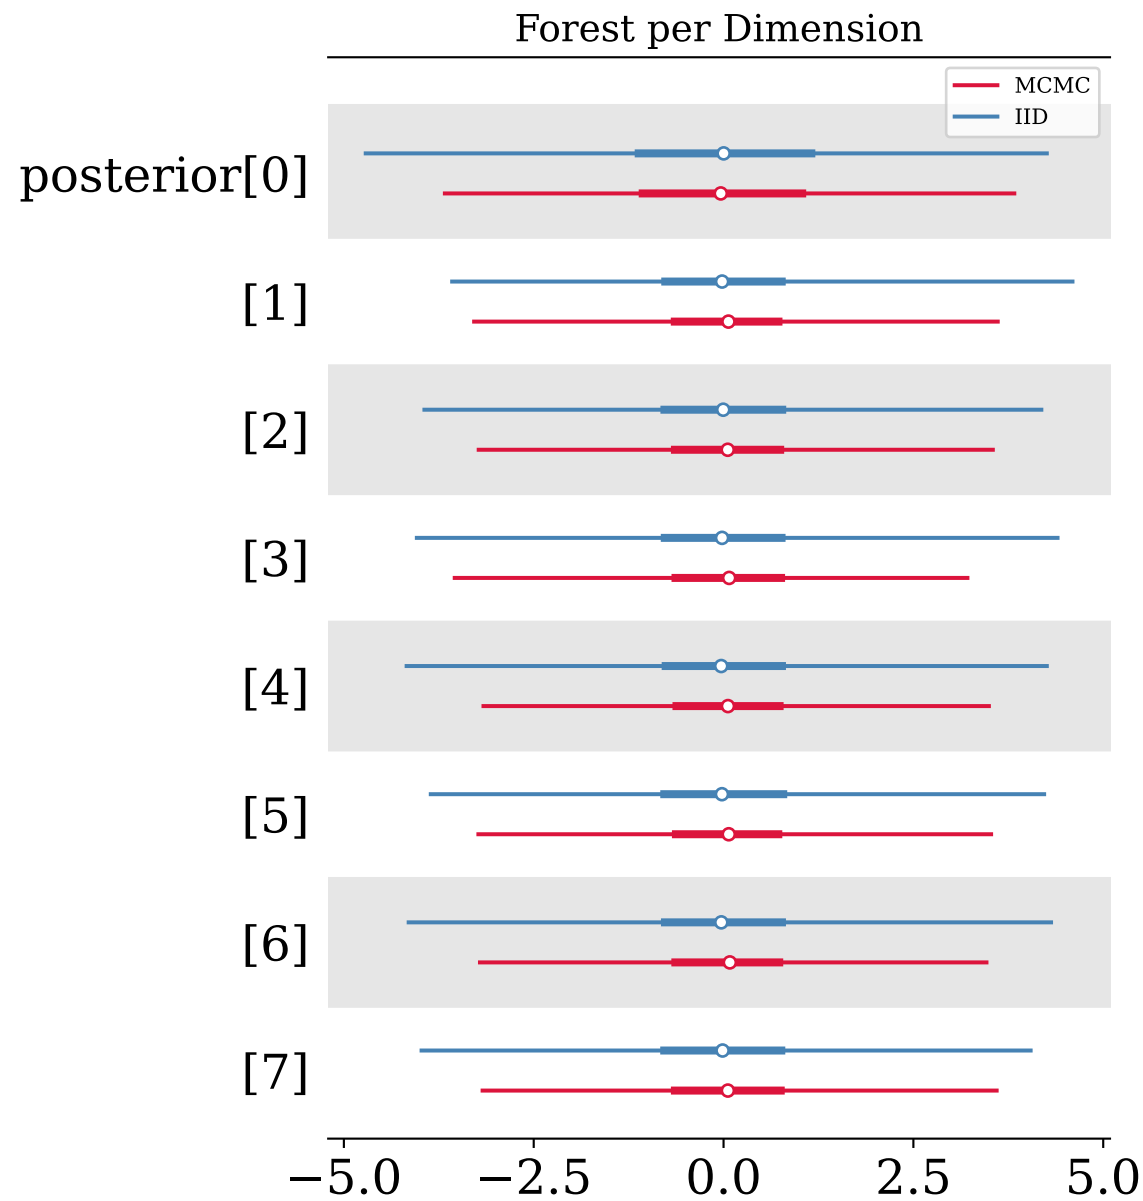 Forest per Dimension
MCMC
IID
posterior[0]
[1]
[2]
[3]
[4]
[5]
[6]
[7]
−5.0 −2.5 0.0 2.5 5.0